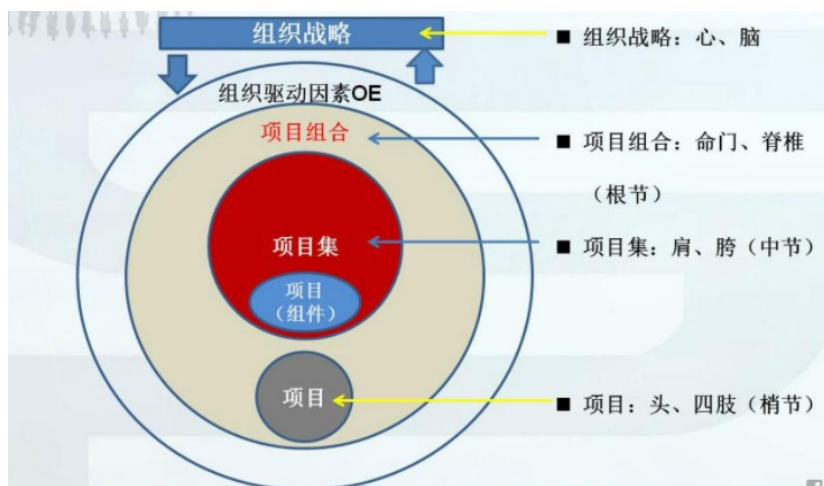 组织战略
■ 组织战略：心、脑
组织驱动因素OE
项目组合
■ 项目组合：命门、脊椎
（根节）
项目集
■ 项目集：肩、胯（中节）
项目
（组件）
项目
■ 项目：头、四肢（梢节）